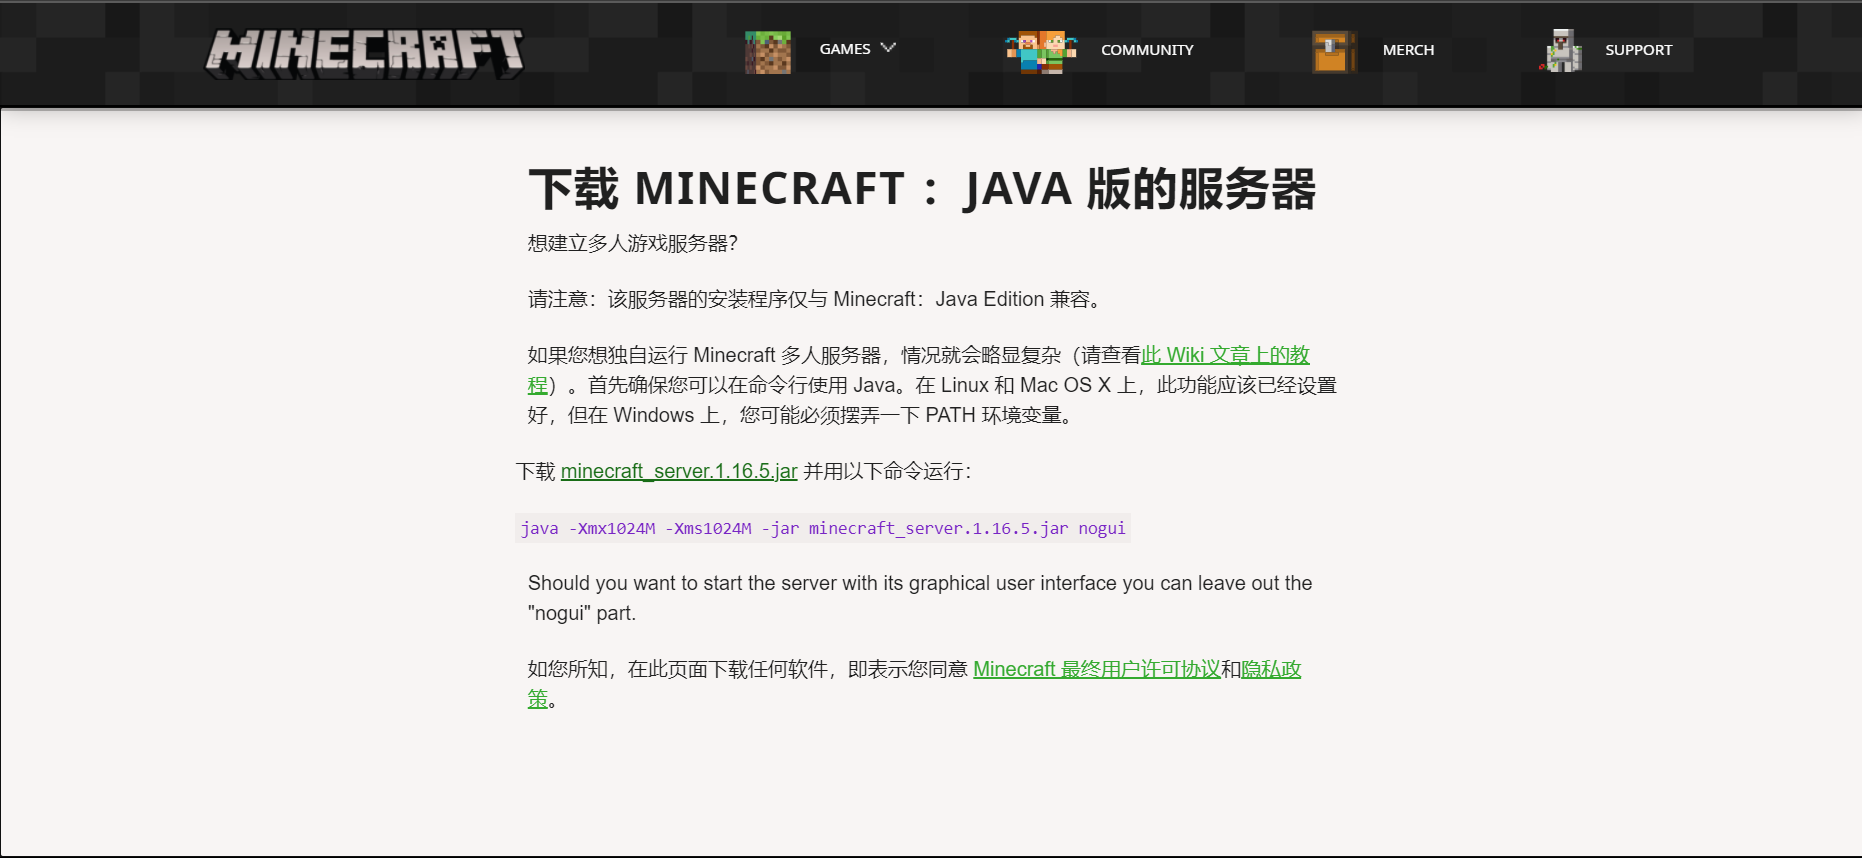 MINECRAFT
GAMES
COMMUNITY
MERCH
SUPPORT
下载 MINECRAFT ：JAVA 版的服务器
想建立多人游戏服务器？
请注意：该服务器的安装程序仅与 Minecraft：Java Edition 兼容。
如果您想独自运行 Minecraft 多人服务器，情况就会略显复杂（请查看此 Wiki 文章上的教
程）。首先确保您可以在命令行使用 Java。在 Linux 和 Mac OS X 上，此功能应该已经设置
好，但在 Windows 上，您可能必须摆弄一下 PATH 环境变量。
下载 minecraft_server.1.16.5.jar 并用以下命令运行：
java -Xmx1024M -Xms1024M -jar minecraft_server.1.16.5.jar nogui
Should you want to start the server with its graphical user interface you can leave out the
"nogui" part.
如您所知，在此页面下载任何软件，即表示您同意 Minecraft 最终用户许可协议和隐私政
策。